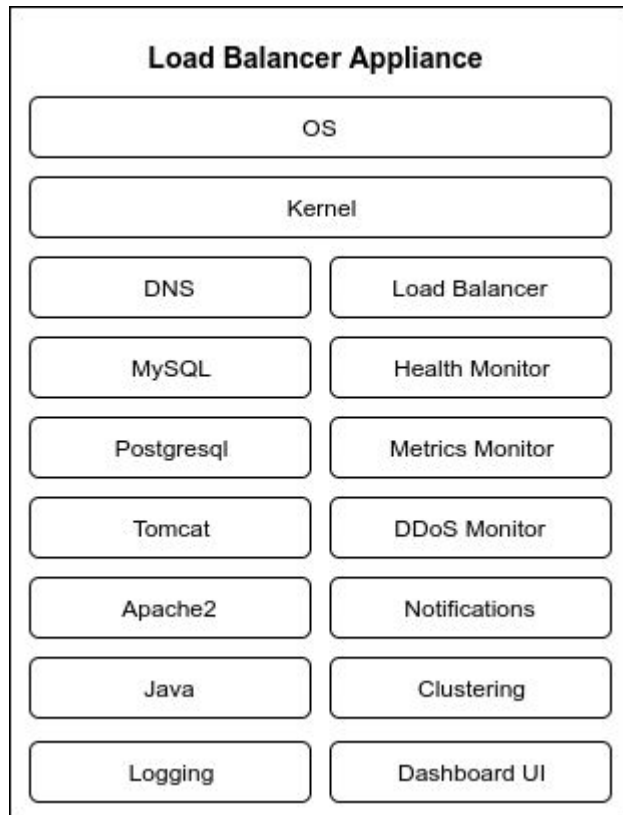 Load Balancer Appliance
OS
Kernel
DNS
Load Balancer
MySQL
Health Monitor
Postgresql
Metrics Monitor
Tomcat
DDoS Monitor
Apache2
Notifications
Java
Clustering
Logging
Dashboard UI